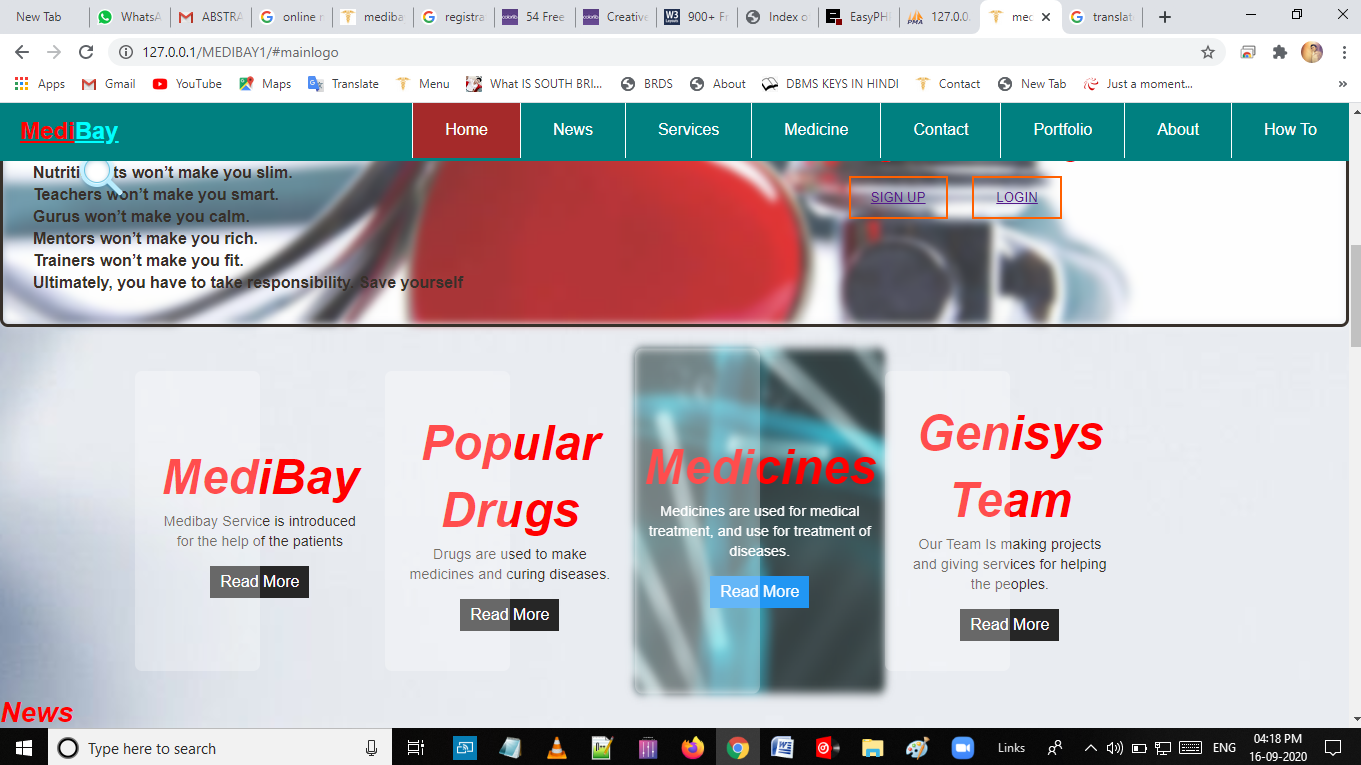 New Tab
WhatsA
ABSTRA
online r
mediba
registra
54 Free
Creative
900+ Fr
Index o
EasyPHP
127.0.0.
med
translat
127.0.0.1/MEDIBAY1/#mainlogo
Apps Gmail YouTube Maps Translate Menu What IS SOUTH BRI... BRDS About DBMS KEYS IN HINDI Contact New Tab Just a moment...
MediBay Home News Services Medicine Contact Portfolio About How To
Nutriti ts won’t make you slim.
Teachers won’t make you smart.
Gurus won’t make you calm.
Mentors won’t make you rich.
Trainers won’t make you fit.
Ultimately, you have to take responsibility. Save yourself
SIGN UP LOGIN
MediBay
Medibay Service is introduced
for the help of the patients
Read More
Popular
Drugs
Drugs are used to make
medicines and curing diseases.
Read More
Medicines
Medicines are used for medical
treatment, and use for treatment of
diseases.
Read More
Genisys
Team
Our Team Is making projects
and giving services for helping
the peoples.
Read More
News
Type here to search
Links
ENG
04:18 PM
16-09-2020